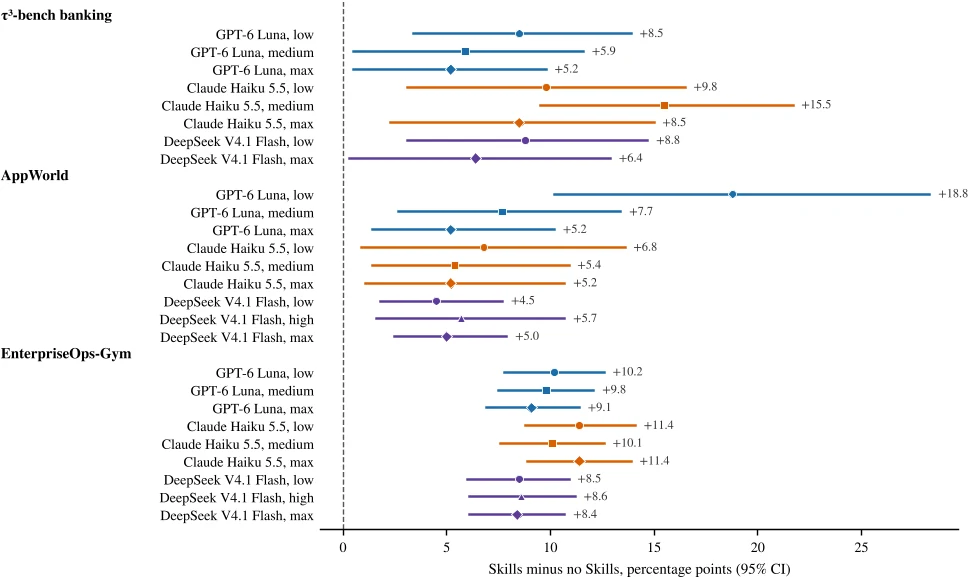 τ³-bench banking
GPT-6 Luna, low +8.5
GPT-6 Luna, medium +5.9
GPT-6 Luna, max +5.2
Claude Haiku 5.5, low +9.8
Claude Haiku 5.5, medium +15.5
Claude Haiku 5.5, max +8.5
DeepSeek V4.1 Flash, low +8.8
DeepSeek V4.1 Flash, max +6.4
AppWorld
GPT-6 Luna, low +18.8
GPT-6 Luna, medium +7.7
GPT-6 Luna, max +5.2
Claude Haiku 5.5, low +6.8
Claude Haiku 5.5, medium +5.4
Claude Haiku 5.5, max +5.2
DeepSeek V4.1 Flash, low +4.5
DeepSeek V4.1 Flash, high +5.7
DeepSeek V4.1 Flash, max +5.0
EnterpriseOps-Gym
GPT-6 Luna, low +10.2
GPT-6 Luna, medium +9.8
GPT-6 Luna, max +9.1
Claude Haiku 5.5, low +11.4
Claude Haiku 5.5, medium +10.1
Claude Haiku 5.5, max +11.4
DeepSeek V4.1 Flash, low +8.5
DeepSeek V4.1 Flash, high +8.6
DeepSeek V4.1 Flash, max +8.4
0 5 10 15 20 25
Skills minus no Skills, percentage points (95% CI)